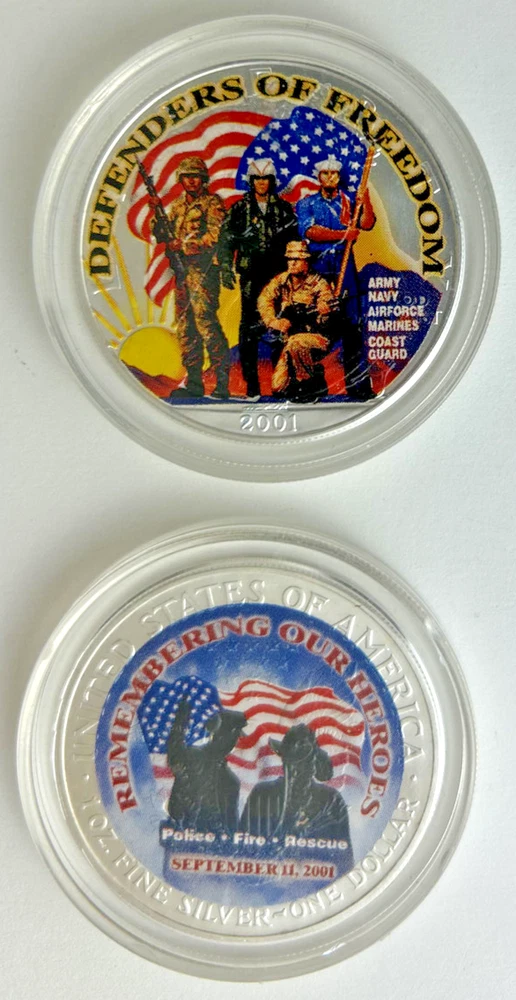 DEFENDERS OF FREEDOM
ARMY
NAVY
AIRFORCE
MARINES
COAST
GUARD
2001
UNITED STATES OF AMERICA
REMEMBERING OUR HEROES
Police • Fire • Rescue
SEPTEMBER 11, 2001
1 OZ. FINE SILVER~ONE DOLLAR